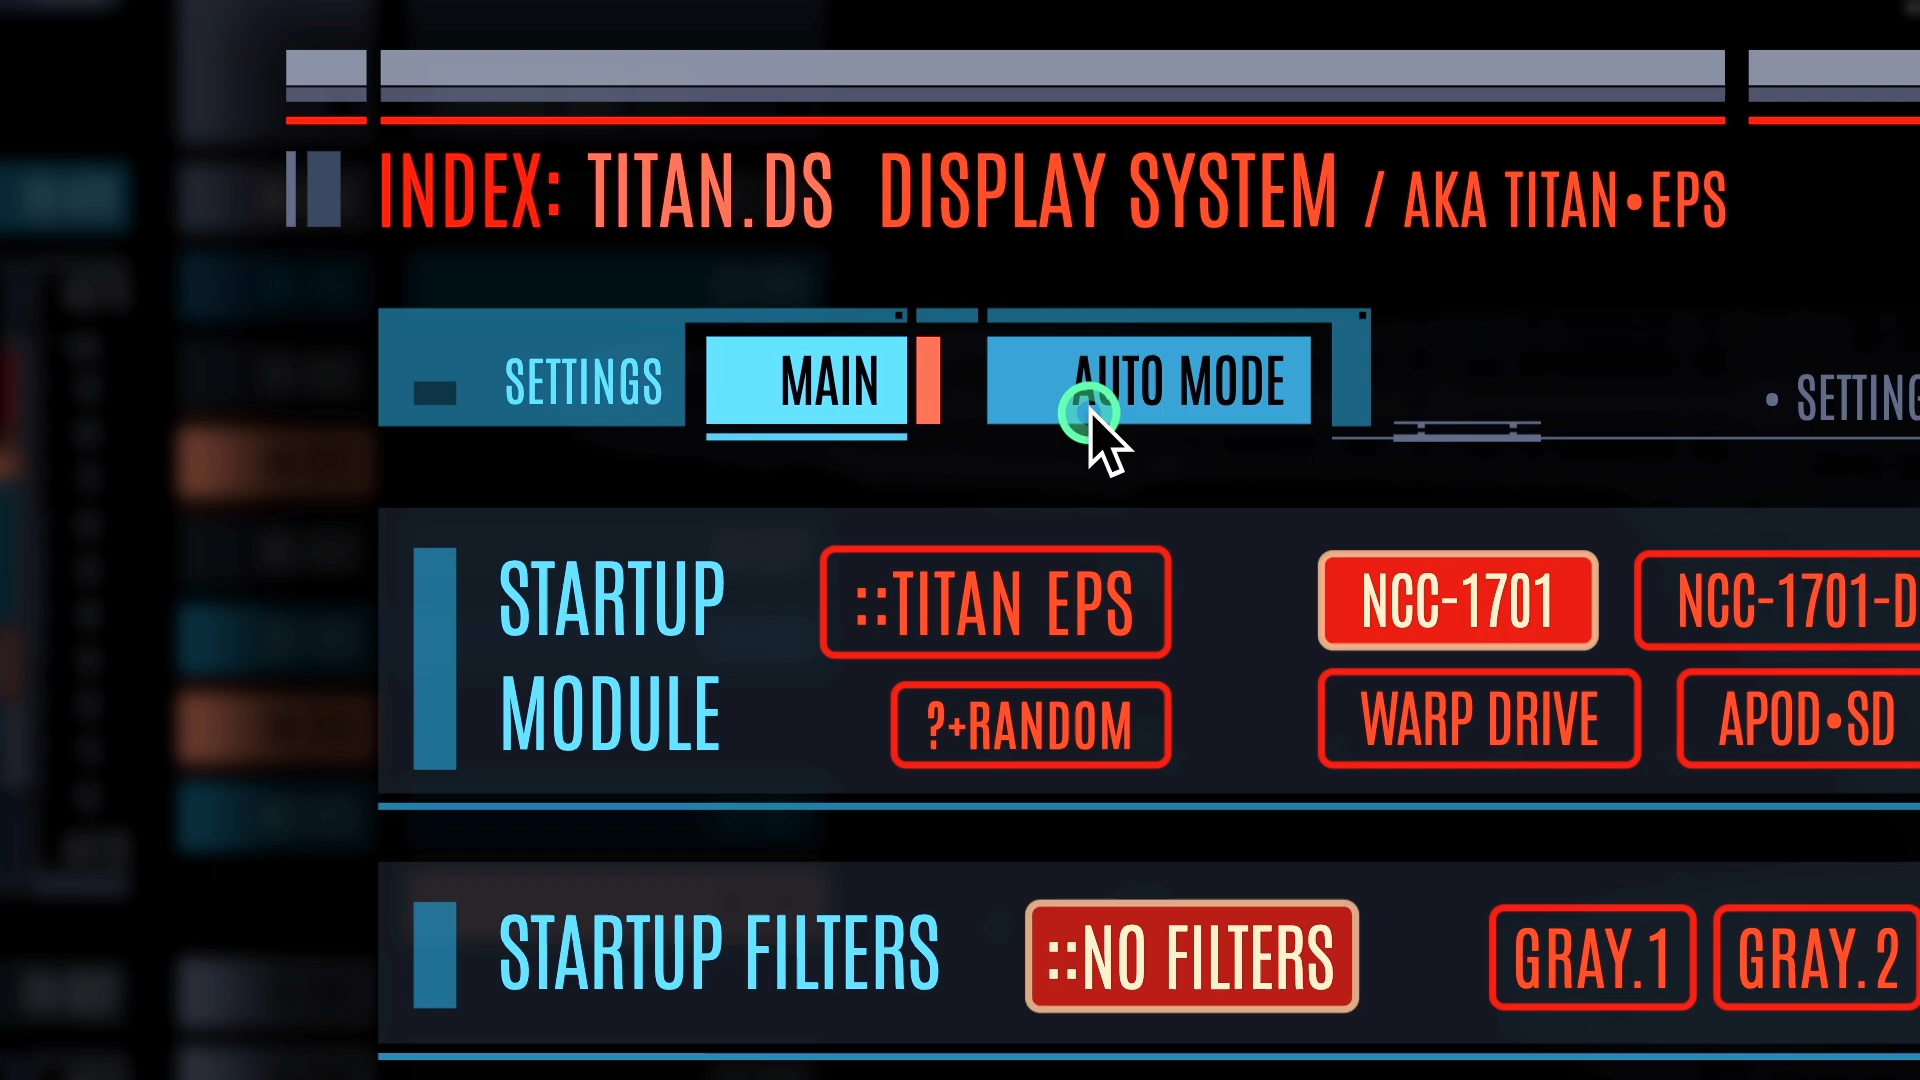 INDEX: TITAN.DS DISPLAY SYSTEM / AKA TITAN•EPS
SETTINGS MAIN AUTO MODE
STARTUP MODULE
::TITAN EPS NCC-1701 NCC-1701-D
?+RANDOM WARP DRIVE APOD•SD
STARTUP FILTERS ::NO FILTERS GRAY.1 GRAY.2